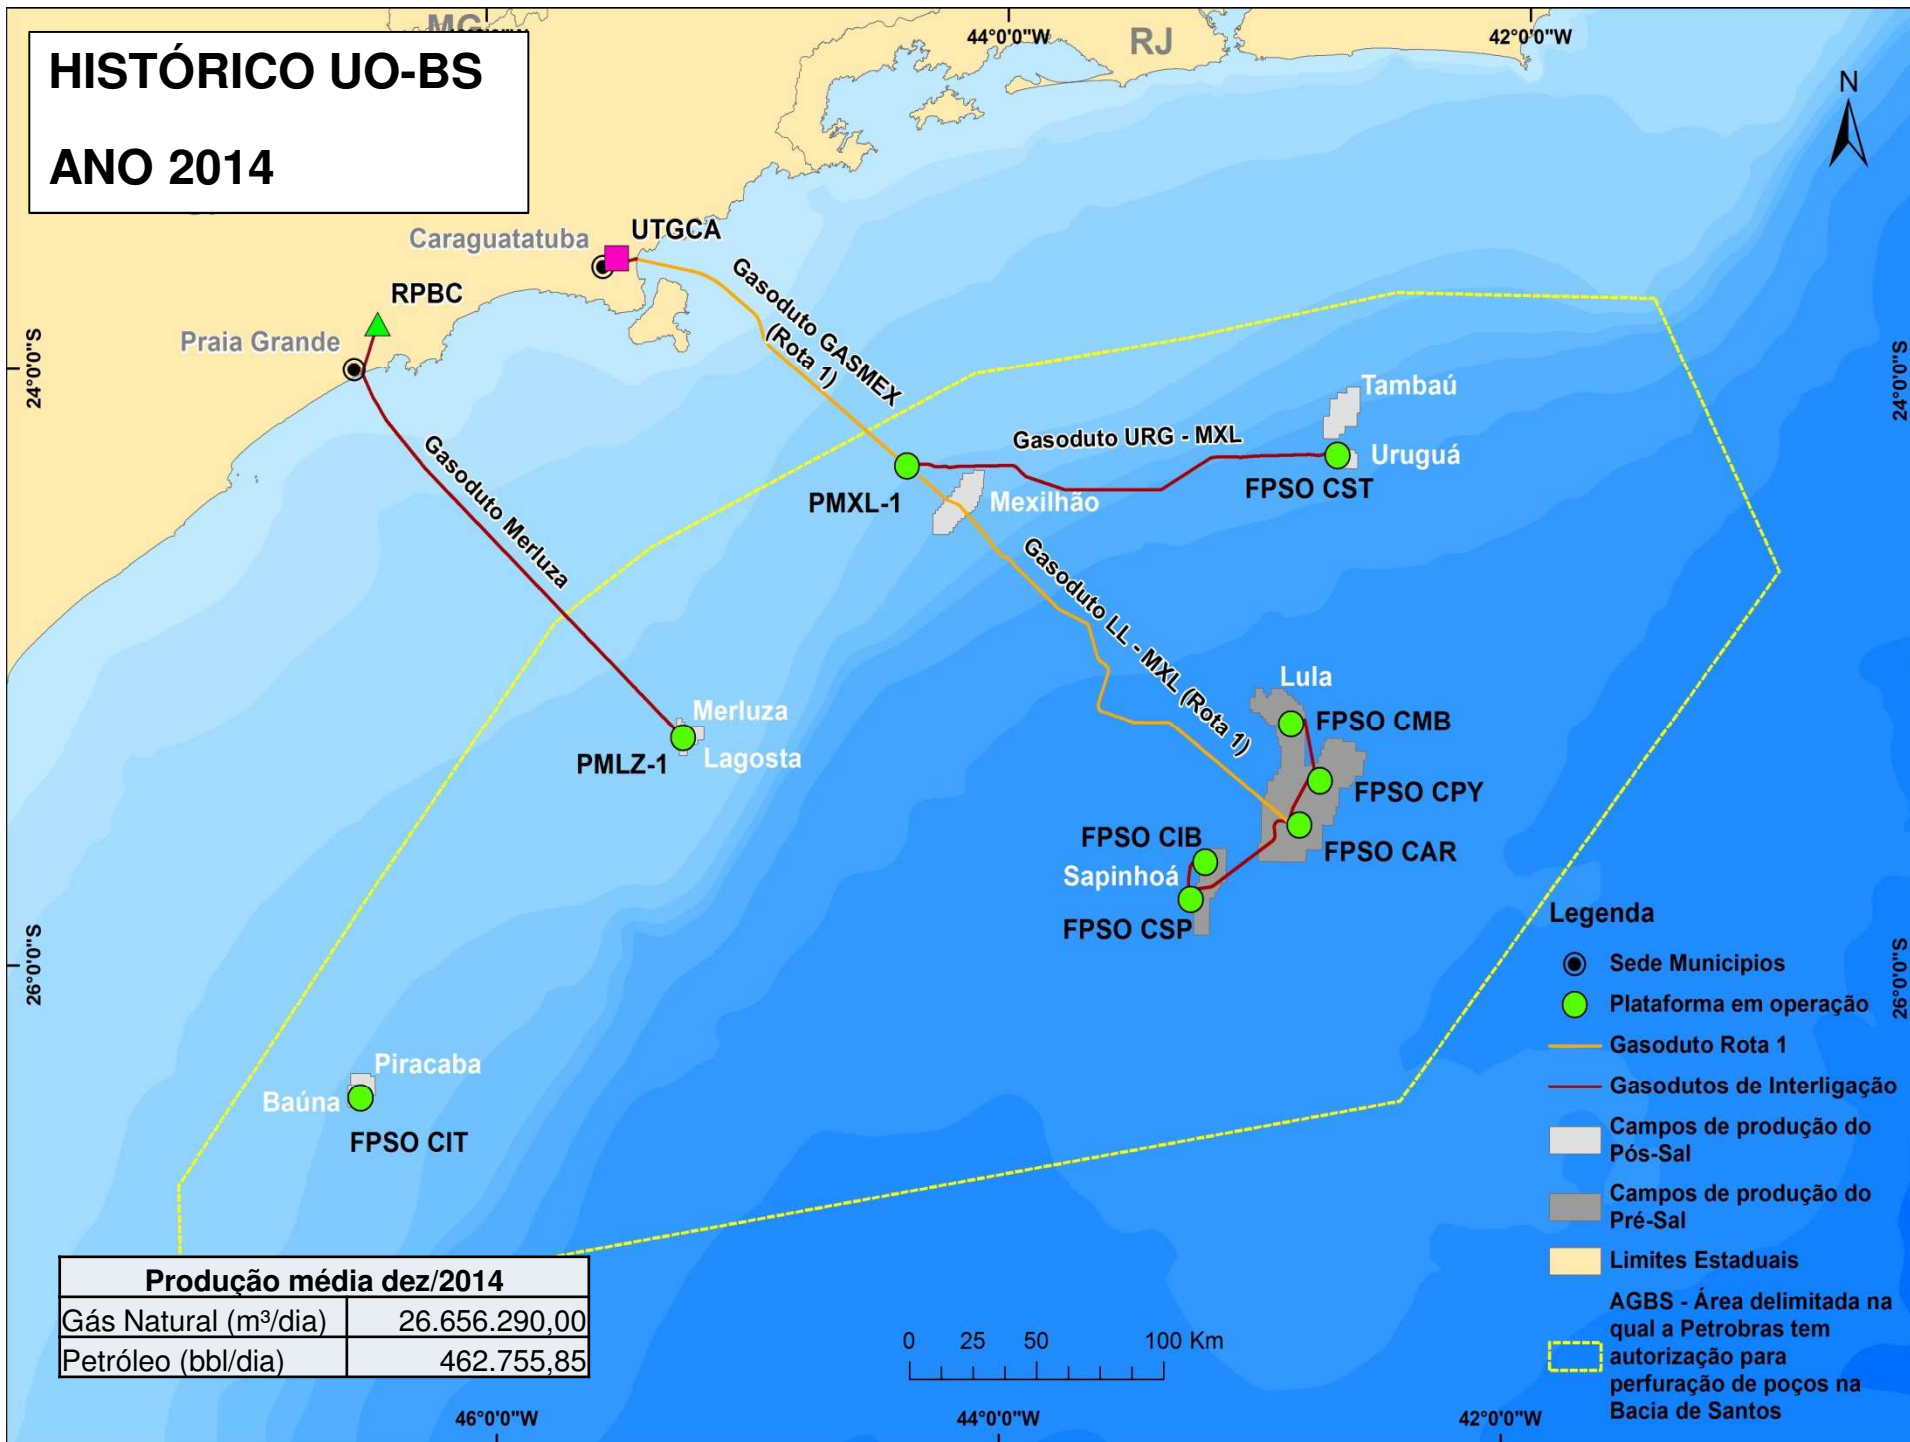 MG
44°0'0"W
RJ
42°0'0"W
HISTÓRICO UO-BS
ANO 2014
N
Caraguatatuba
UTGCA
RPBC
Praia Grande
24°0'0"S
24°0'0"S
Gasoduto GASMEX
(Rota 1)
Tambaú
Gasoduto URG - MXL
Uruguá
FPSO CST
PMXL-1
Mexilhão
Gasoduto Merluza
Gasoduto LL - MXL (Rota 1)
Lula
FPSO CMB
Merluza
PMLZ-1
Lagosta
FPSO CPY
FPSO CIB
FPSO CAR
Sapinhoá
FPSO CSP
26°0'0"S
26°0'0"S
Piracaba
Baúna
FPSO CIT
Legenda
Sede Municipios
Plataforma em operação
Gasoduto Rota 1
Gasodutos de Interligação
Campos de produção do
Pós-Sal
Campos de produção do
Pré-Sal
Limites Estaduais
AGBS - Área delimitada na
qual a Petrobras tem
autorização para
perfuração de poços na
Bacia de Santos
Produção média dez/2014
Gás Natural (m³/dia) 26.656.290,00
Petróleo (bbl/dia) 462.755,85
0 25 50 100 Km
46°0'0"W
44°0'0"W
42°0'0"W